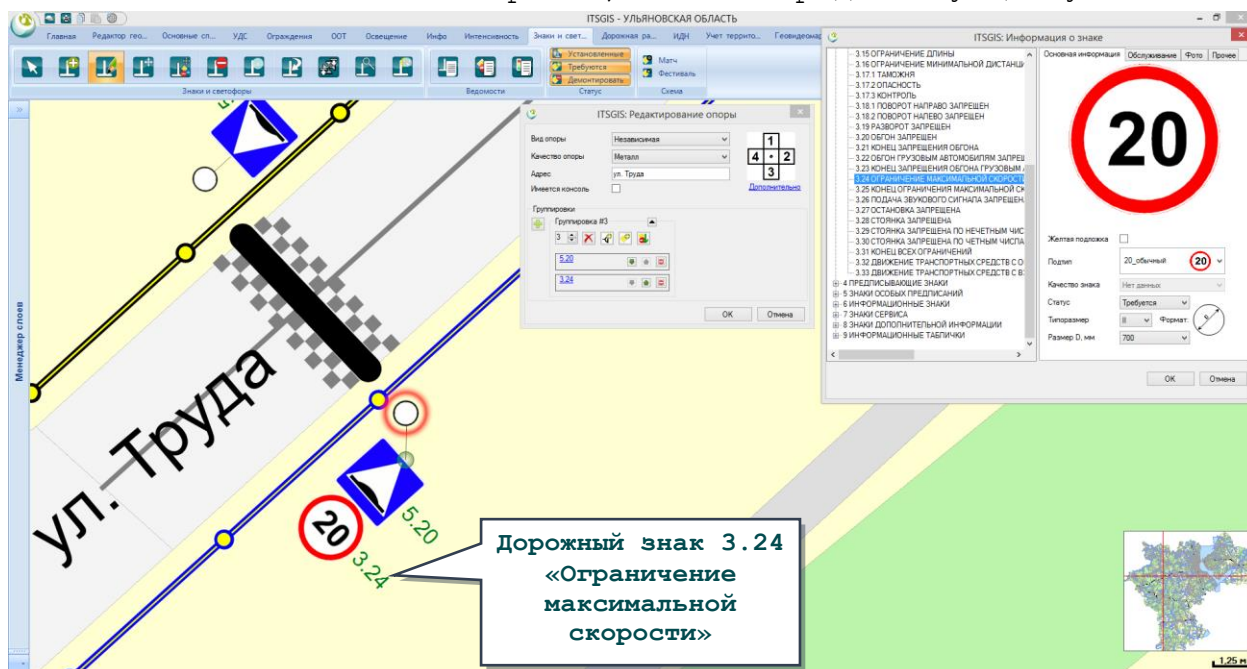 ITSGIS - УЛЬЯНОВСКАЯ ОБЛАСТЬ
Главная Редактор гео... Основные сп... УДС Ограждения ООТ Освещение Инфо Интенсивность Знаки и свет... Дорожная ра... ИДН Учет террито... Геовидеомар
Установленные
Требуются
Демонтировать
Матч
Фестиваль
Знаки и светофоры Ведомости Статус Схема
Менеджер слоев
ITSGIS: Редактирование опоры
Вид опоры Независимая
Качество опоры Металл
Адрес ул. Труда
Имеется консоль
1
4 2
3
Дополнительно
Группировки
Группировка #3
3
5.20
3.24
OK Отмена
ITSGIS: Информация о знаке
3.15 ОГРАНИЧЕНИЕ ДЛИНЫ
3.16 ОГРАНИЧЕНИЕ МИНИМАЛЬНОЙ ДИСТАНЦИ
3.17.1 ТАМОЖНЯ
3.17.2 ОПАСНОСТЬ
3.17.3 КОНТРОЛЬ
3.18.1 ПОВОРОТ НАПРАВО ЗАПРЕЩЕН
3.18.2 ПОВОРОТ НАЛЕВО ЗАПРЕЩЕН
3.19 РАЗВОРОТ ЗАПРЕЩЕН
3.20 ОБГОН ЗАПРЕЩЕН
3.21 КОНЕЦ ЗАПРЕЩЕНИЯ ОБГОНА
3.22 ОБГОН ГРУЗОВЫМ АВТОМОБИЛЯМ ЗАПРЕЩ
3.23 КОНЕЦ ЗАПРЕЩЕНИЯ ОБГОНА ГРУЗОВЫМ
3.24 ОГРАНИЧЕНИЕ МАКСИМАЛЬНОЙ СКОРОСТИ
3.25 КОНЕЦ ОГРАНИЧЕНИЯ МАКСИМАЛЬНОЙ СК
3.26 ПОДАЧА ЗВУКОВОГО СИГНАЛА ЗАПРЕЩЕН
3.27 ОСТАНОВКА ЗАПРЕЩЕНА
3.28 СТОЯНКА ЗАПРЕЩЕНА
3.29 СТОЯНКА ЗАПРЕЩЕНА ПО НЕЧЕТНЫМ ЧИС
3.30 СТОЯНКА ЗАПРЕЩЕНА ПО ЧЕТНЫМ ЧИСЛА
3.31 КОНЕЦ ВСЕХ ОГРАНИЧЕНИЙ
3.32 ДВИЖЕНИЕ ТРАНСПОРТНЫХ СРЕДСТВ С О
3.33 ДВИЖЕНИЕ ТРАНСПОРТНЫХ СРЕДСТВ С В
4 ПРЕДПИСЫВАЮЩИЕ ЗНАКИ
5 ЗНАКИ ОСОБЫХ ПРЕДПИСАНИЙ
6 ИНФОРМАЦИОННЫЕ ЗНАКИ
7 ЗНАКИ СЕРВИСА
8 ЗНАКИ ДОПОЛНИТЕЛЬНОЙ ИНФОРМАЦИИ
9 ИНФОРМАЦИОННЫЕ ТАБЛИЧКИ
Основная информация Обслуживание Фото Прочее
20
Желтая подложка
Подтип 20_обычный 20
Качество знака Нет данных
Статус Требуется
Типоразмер II Формат:
Размер D, мм 700
OK Отмена
ул. Труда
20
5.20
3.24
Дорожный знак 3.24
«Ограничение
максимальной
скорости»
1,25 м